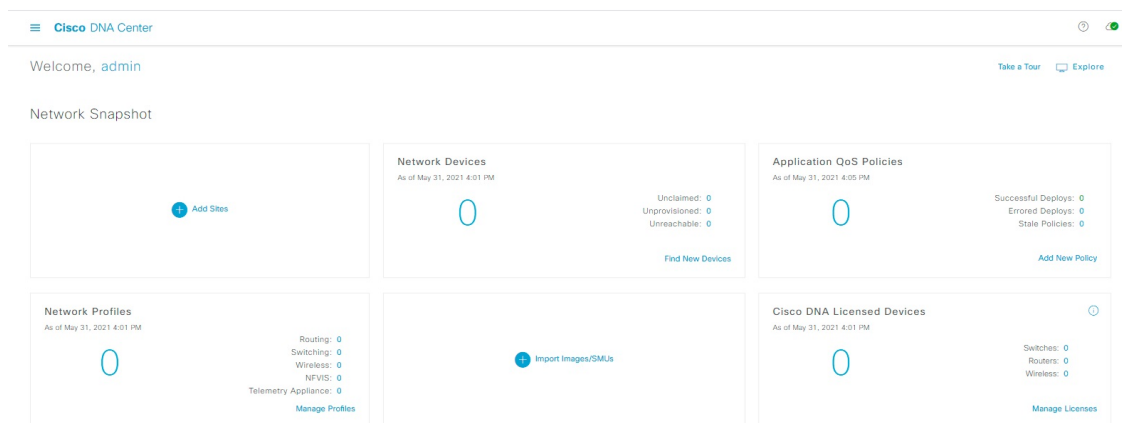 Cisco DNA Center
Welcome, admin
Take a Tour
Explore
Network Snapshot
Add Sites
Network Devices
As of May 31, 2021 4:01 PM
0
Unclaimed: 0
Unprovisioned: 0
Unreachable: 0
Find New Devices
Application QoS Policies
As of May 31, 2021 4:05 PM
0
Successful Deploys: 0
Errored Deploys: 0
Stale Policies: 0
Add New Policy
Network Profiles
As of May 31, 2021 4:01 PM
0
Routing: 0
Switching: 0
Wireless: 0
NFVIS: 0
Telemetry Appliance: 0
Manage Profiles
Import Images/SMUs
Cisco DNA Licensed Devices
As of May 31, 2021 4:01 PM
0
Switches: 0
Routers: 0
Wireless: 0
Manage Licenses